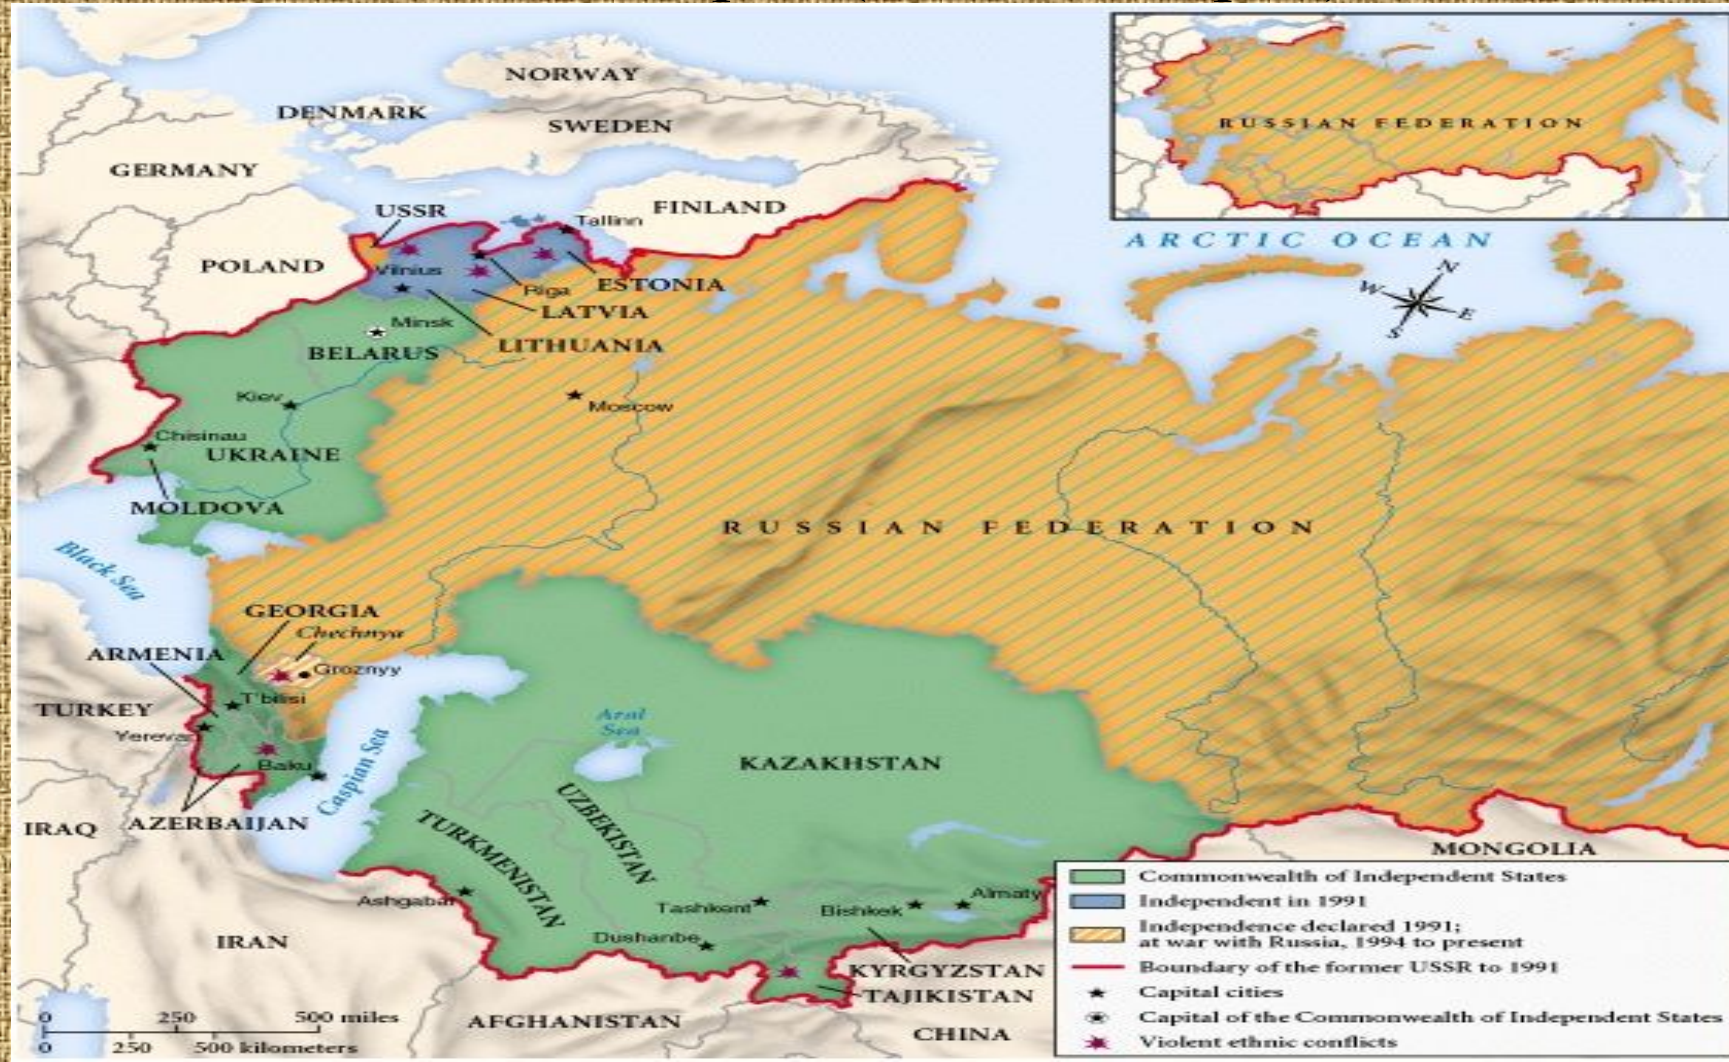 NORWAY
DENMARK
SWEDEN
GERMANY
USSR
FINLAND
Tallinn
POLAND
Vilnius
Riga
ESTONIA
LATVIA
LITHUANIA
Minsk
BELARUS
Kiev
Moscow
Chisinau
UKRAINE
MOLDOVA
RUSSIAN FEDERATION
Black Sea
GEORGIA
Chechnya
ARMENIA
Groznyy
TURKEY
T'bilisi
Yerevan
Baku
Caspian Sea
Aral
Sea
KAZAKHSTAN
IRAQ
AZERBAIJAN
TURKMENISTAN
UZBEKISTAN
MONGOLIA
Ashgabat
Tashkent
Bishkek
Almaty
IRAN
Dushanbe
KYRGYZSTAN
TAJIKISTAN
AFGHANISTAN
CHINA
0 250 500 miles
0 250 500 kilometers
RUSSIAN FEDERATION
ARCTIC OCEAN
N
W
E
S
Commonwealth of Independent States
Independent in 1991
Independence declared 1991;
at war with Russia, 1994 to present
Boundary of the former USSR to 1991
Capital cities
Capital of the Commonwealth of Independent States
Violent ethnic conflicts